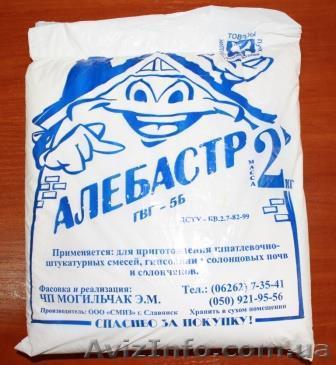 ТОВАРЫ
АЛЕБАСТР
ГВГ - 5Б
МАССА
2 кг
ДСТУ - БВ.2.7-82-99
Применяется: для приготовления шпатлевочно-
штукатурных смесей, гипсолини солонцовых почв
и солончаков.
Фасовка и реализация:
ЧП МОГИЛЬЧАК Э.М.
Тел.: (06262) 7-35-41
(050) 921-95-56
Производитель: ООО «СМИЗ» г. Славянск
Хранить в сухом помещении
СПАСИБО ЗА ПОКУПКУ!
AvizInfo.com.ua